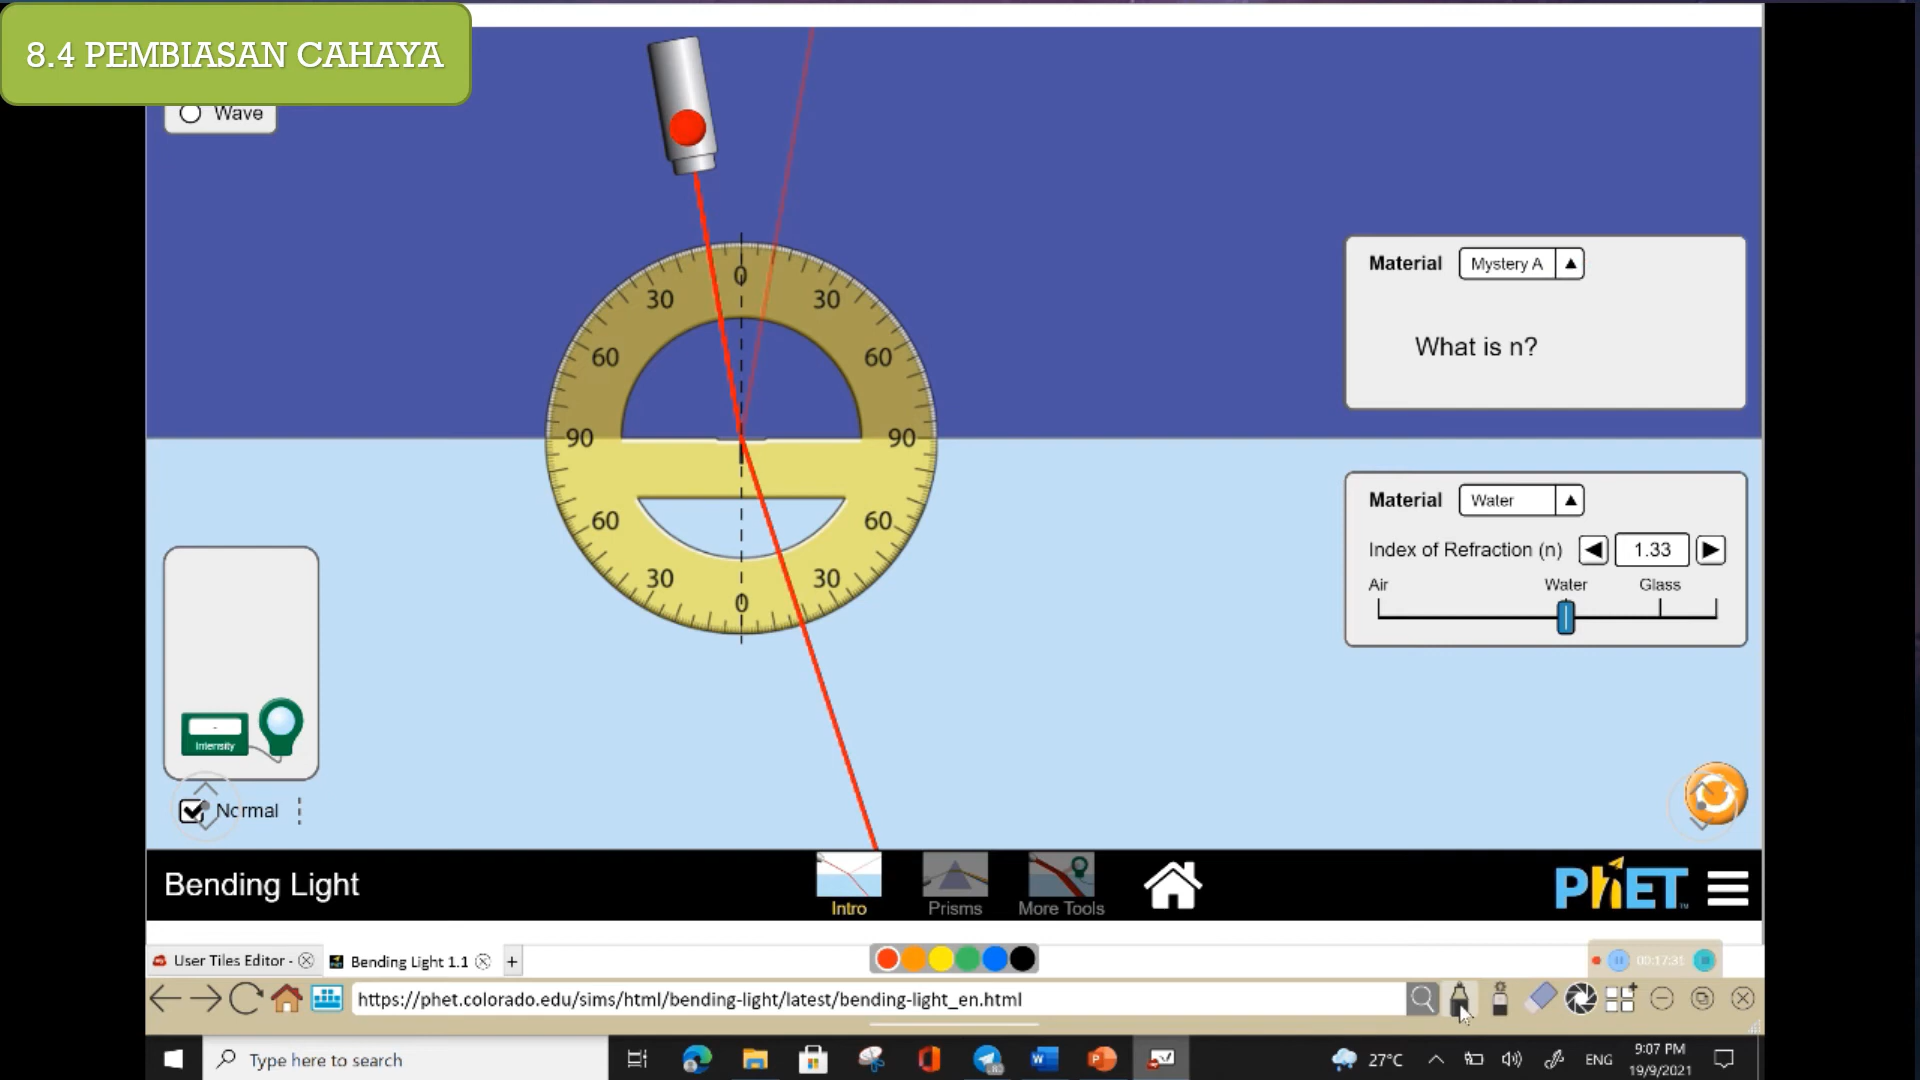 8.4 PEMBIASAN CAHAYA
Wave
Material Mystery A
What is n?
0
30 30
60 60
90 90
60 60
30 30
0
Material Water
Index of Refraction (n) 1.33
Air Water Glass
Intensity
Normal
Bending Light
Intro
Prisms
More Tools
PhET
User Tiles Editor -
Bending Light 1.1
+
00:17:31
https://phet.colorado.edu/sims/html/bending-light/latest/bending-light_en.html
Type here to search
27°C
ENG
9:07 PM
19/9/2021